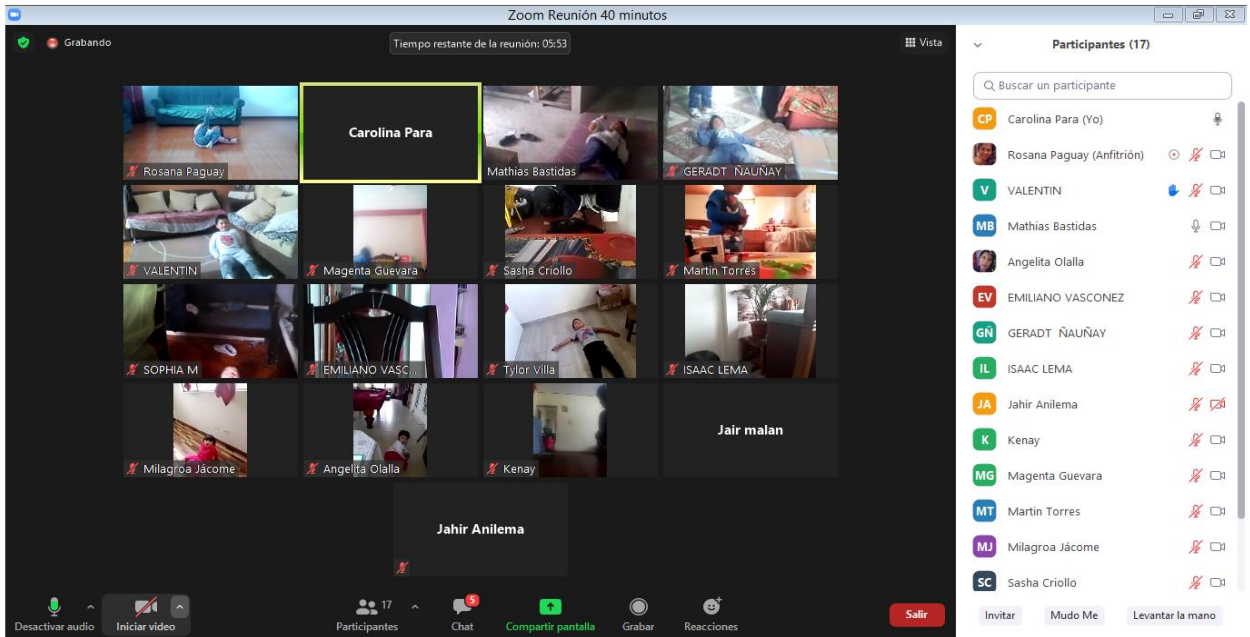 Zoom Reunión 40 minutos
Grabando
Tiempo restante de la reunión: 05:53
Vista
Rosana Paguay
Carolina Para
Mathias Bastidas
GERADT ÑAUÑAY
VALENTIN
Magenta Guevara
Sasha Criollo
Martin Torres
SOPHIA M
EMILIANO VASC...
Tylor Villa
ISAAC LEMA
Milagroa Jácome
Angelita Olalla
Kenay
Jair malan
Jahir Anilema
Desactivar audio
Iniciar video
17
Participantes
5
Chat
Compartir pantalla
Grabar
Reacciones
Salir
Participantes (17)
Buscar un participante
CP Carolina Para (Yo)
Rosana Paguay (Anfitrión)
V VALENTIN
MB Mathias Bastidas
Angelita Olalla
EV EMILIANO VASCONEZ
GÑ GERADT ÑAUÑAY
IL ISAAC LEMA
JA Jahir Anilema
K Kenay
MG Magenta Guevara
MT Martin Torres
MJ Milagroa Jácome
SC Sasha Criollo
Invitar Mudo Me Levantar la mano